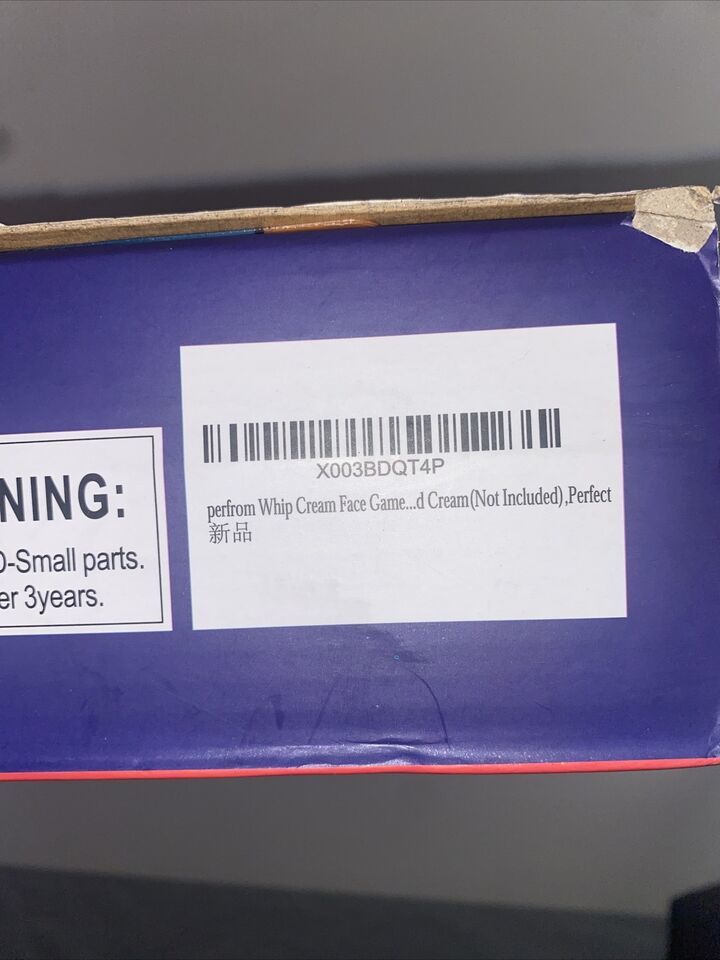 NING:
-Small parts.
er 3years.
X003BDQT4P
perfrom Whip Cream Face Game...d Cream(Not Included),Perfect
新品